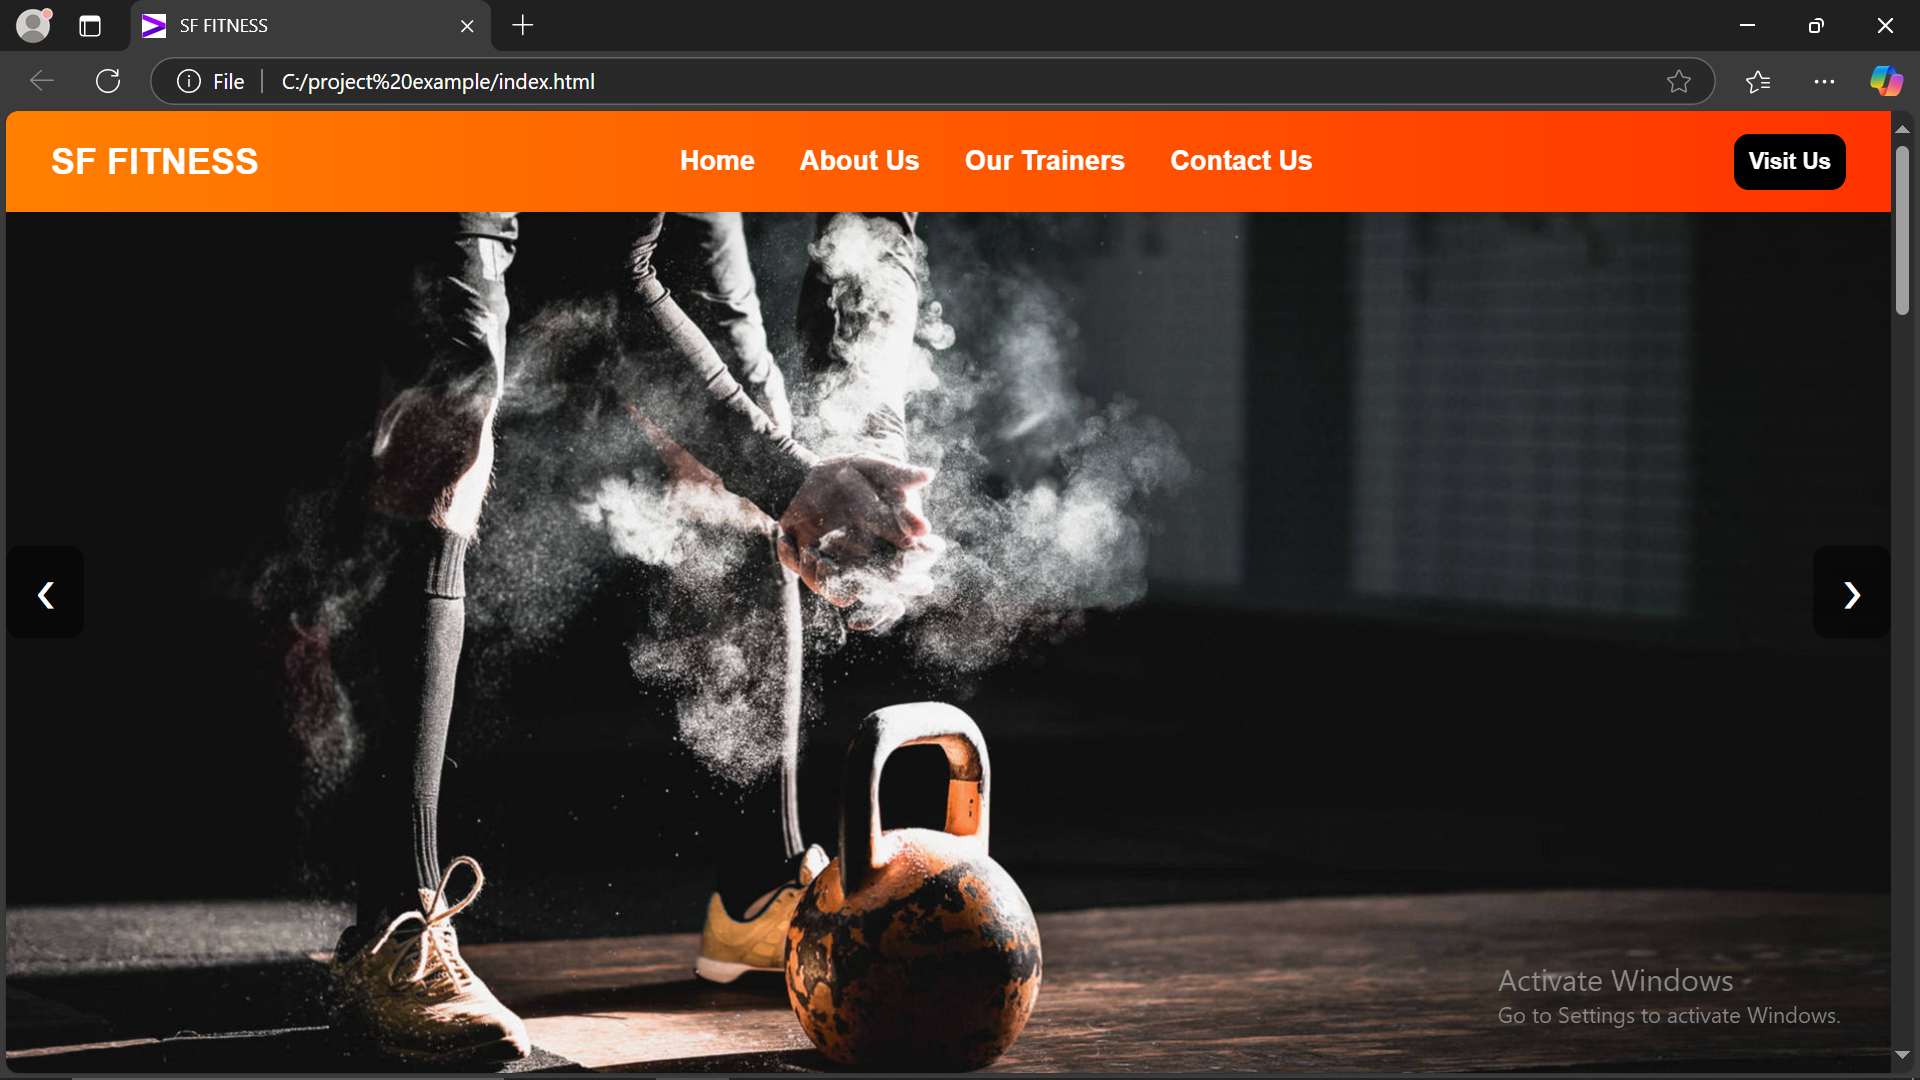 SF FITNESS
File
C:/project%20example/index.html
SF FITNESS
Home
About Us
Our Trainers
Contact Us
Visit Us
❮
❯
Activate Windows
Go to Settings to activate Windows.